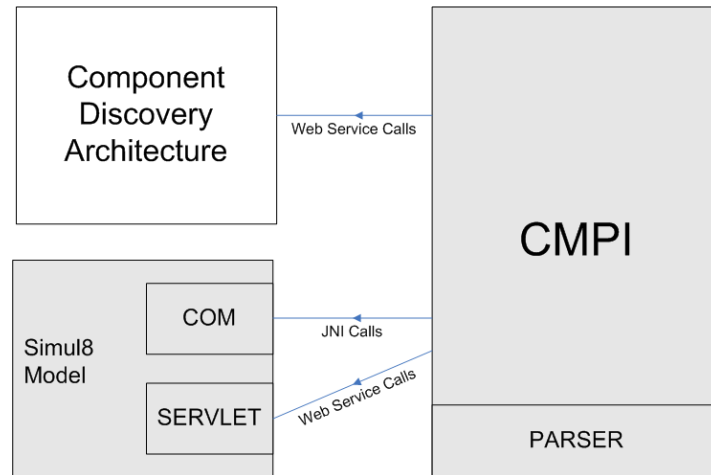 Component
Discovery
Architecture
Web Service Calls
CMPI
COM
JNI Calls
Simul8
Model
SERVLET
Web Service Calls
PARSER